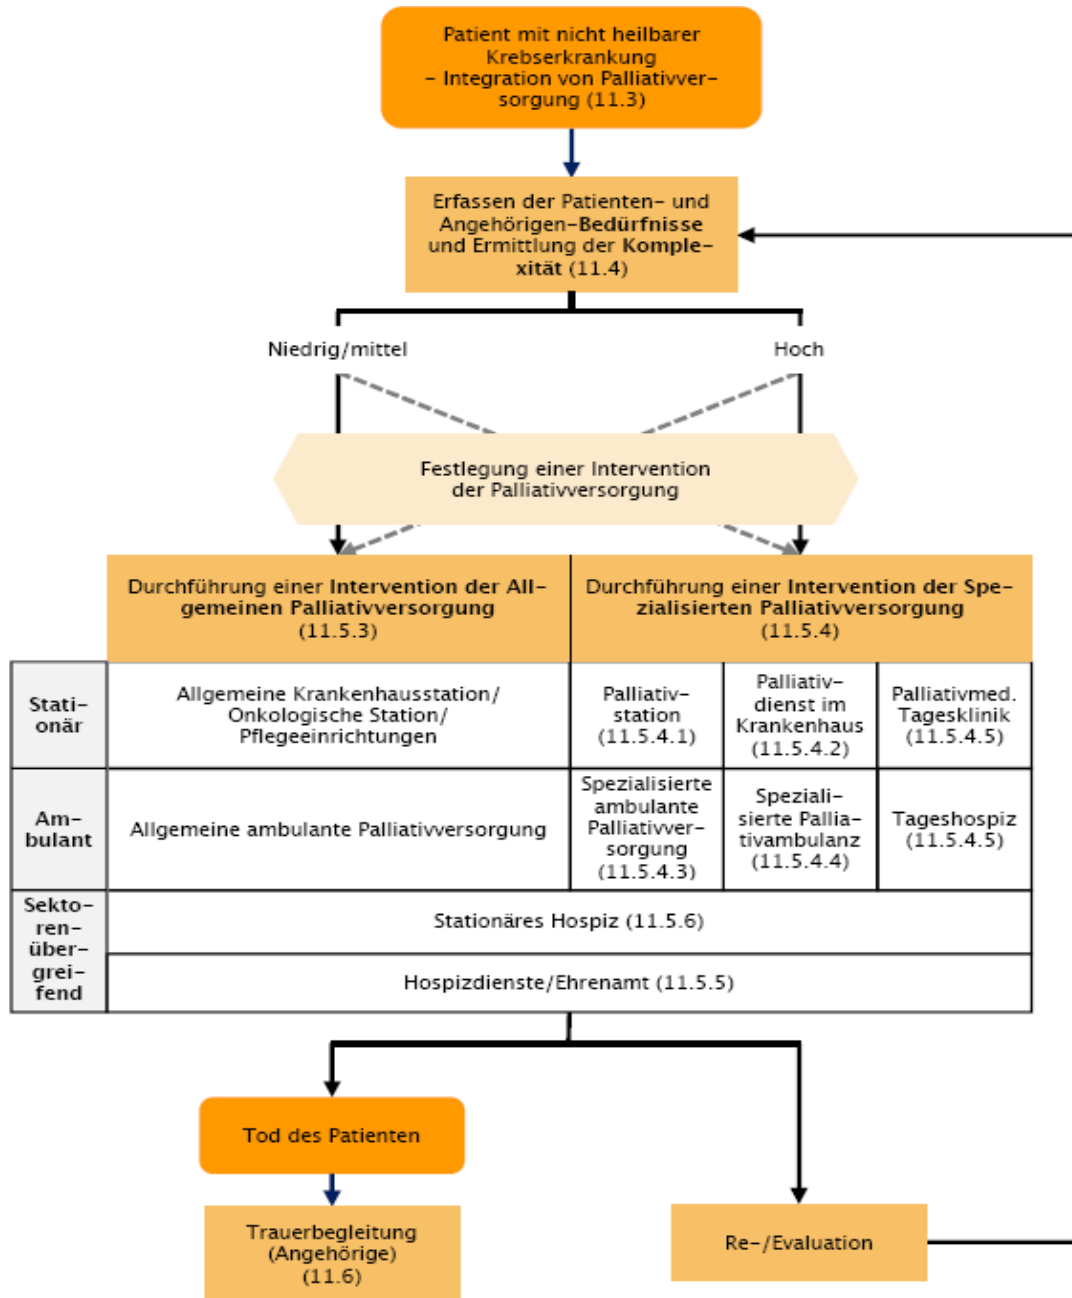 Patient mit nicht heilbarer
Krebserkrankung
– Integration von Palliativver-
sorgung (11.3)
Erfassen der Patienten– und
Angehörigen–Bedürfnisse
und Ermittlung der Komple-
xität (11.4)
Niedrig/mittel
Hoch
Festlegung einer Intervention
der Palliativversorgung
Durchführung einer Intervention der All-
gemeinen Palliativversorgung
(11.5.3)
Durchführung einer Intervention der Spe-
zialisierten Palliativversorgung
(11.5.4)
Stati-
onär
Allgemeine Krankenhausstation/
Onkologische Station/
Pflegeeinrichtungen
Palliativ-
station
(11.5.4.1)
Palliativ-
dienst im
Krankenhaus
(11.5.4.2)
Palliativmed.
Tagesklinik
(11.5.4.5)
Am-
bulant
Allgemeine ambulante Palliativversorgung
Spezialisierte
ambulante
Palliativver-
sorgung
(11.5.4.3)
Speziali-
sierte Pallia-
tivambulanz
(11.5.4.4)
Tageshospiz
(11.5.4.5)
Sekto-
ren-
über-
grei-
fend
Stationäres Hospiz (11.5.6)
Hospizdienste/Ehrenamt (11.5.5)
Tod des Patienten
Trauerbegleitung
(Angehörige)
(11.6)
Re-/Evaluation